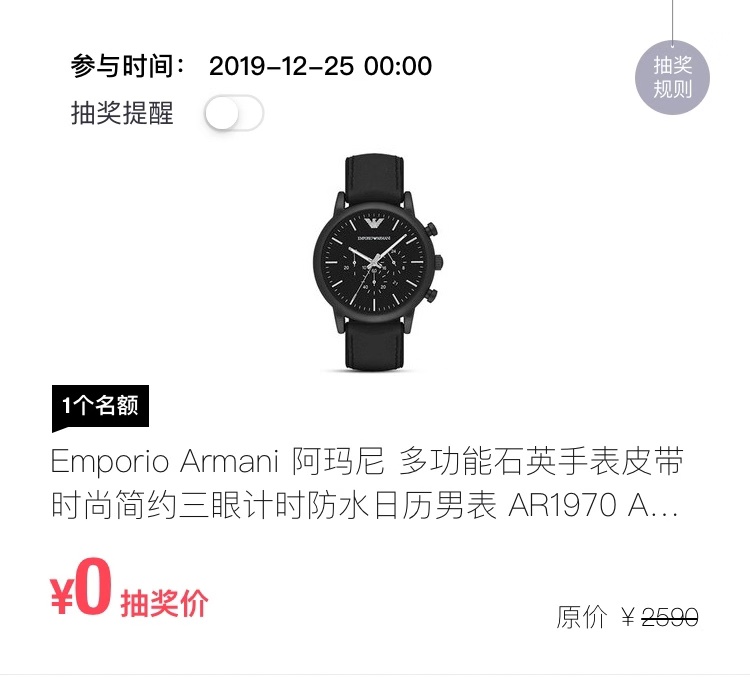 参与时间： 2019-12-25 00:00
抽奖提醒
抽奖
规则
EMPORIO ARMANI
1个名额
Emporio Armani 阿玛尼 多功能石英手表皮带
时尚简约三眼计时防水日历男表 AR1970 A...
¥0 抽奖价
原价 ¥2590